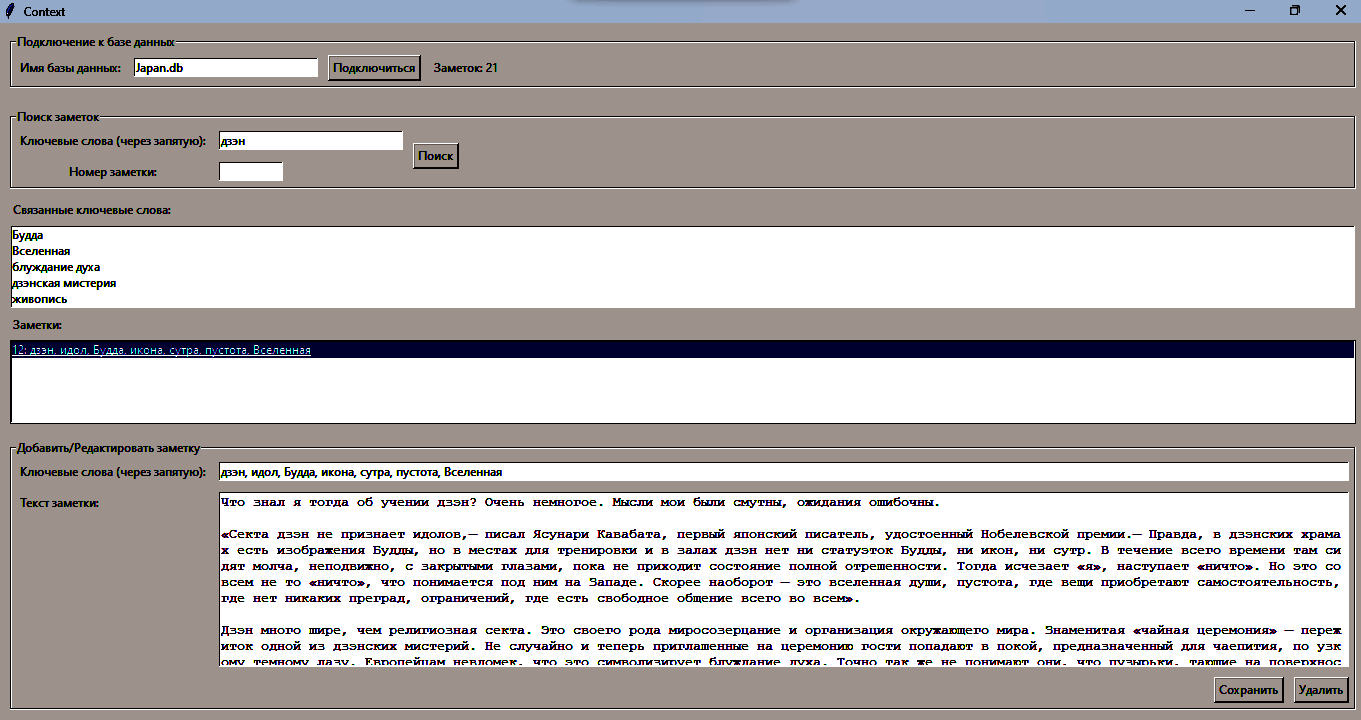 Context
Подключение к базе данных
Имя базы данных: Japan.db Подключиться Заметок: 21
Поиск заметок
Ключевые слова (через запятую): дзэн
Поиск
Номер заметки:
Связанные ключевые слова:
Будда
Вселенная
блуждание духа
дзэнская мистерия
живопись
Заметки:
12: дзэн, идол, Будда, икона, сутра, пустота, Вселенная
Добавить/Редактировать заметку
Ключевые слова (через запятую): дзэн, идол, Будда, икона, сутра, пустота, Вселенная
Текст заметки:
Что знал я тогда об учении дзэн? Очень немногое. Мысли мои были смутны, ожидания ошибочны.
«Секта дзэн не признает идолов,— писал Ясунари Кавабата, первый японский писатель, удостоенный Нобелевской премии.— Правда, в дзэнских храма
х есть изображения Будды, но в местах для тренировки и в залах дзэн нет ни статуэток Будды, ни икон, ни сутр. В течение всего времени там си
дят молча, неподвижно, с закрытыми глазами, пока не приходит состояние полной отрешенности. Тогда исчезает «я», наступает «ничто». Но это со
всем не то «ничто», что понимается под ним на Западе. Скорее наоборот — это вселенная души, пустота, где вещи приобретают самостоятельность,
где нет никаких преград, ограничений, где есть свободное общение всего во всем».
Дзэн много шире, чем религиозная секта. Это своего рода миросозерцание и организация окружающего мира. Знаменитая «чайная церемония» — переж
иток одной из дзэнских мистерий. Не случайно и теперь приглашенные на церемонию гости попадают в покой, предназначенный для чаепития, по узк
ому темному лазу. Европейцам невдомек, что это символизирует блуждание духа. Точно так же не понимают они, что пузырьки, тающие на поверхнос
Сохранить Удалить